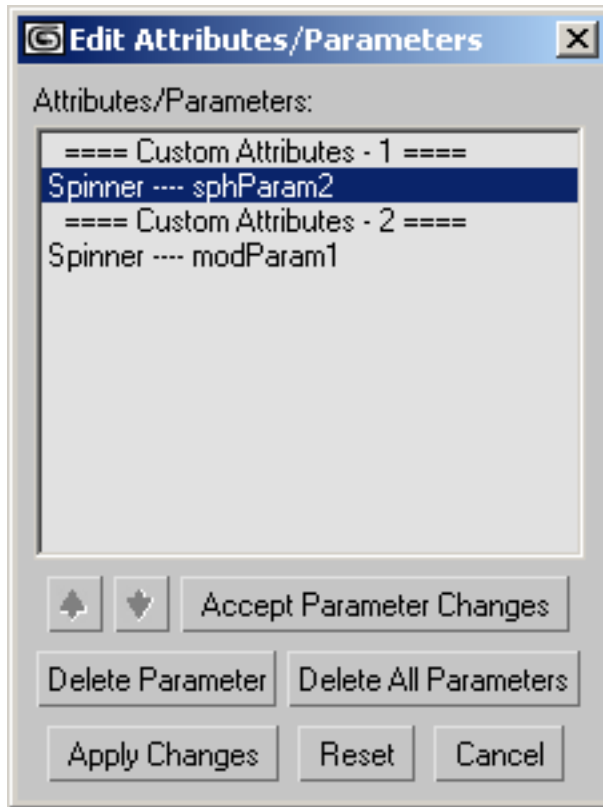 Edit Attributes/Parameters
Attributes/Parameters:
==== Custom Attributes - 1 ====
Spinner ---- sphParam2
==== Custom Attributes - 2 ====
Spinner ---- modParam1
Accept Parameter Changes
Delete Parameter Delete All Parameters
Apply Changes Reset Cancel